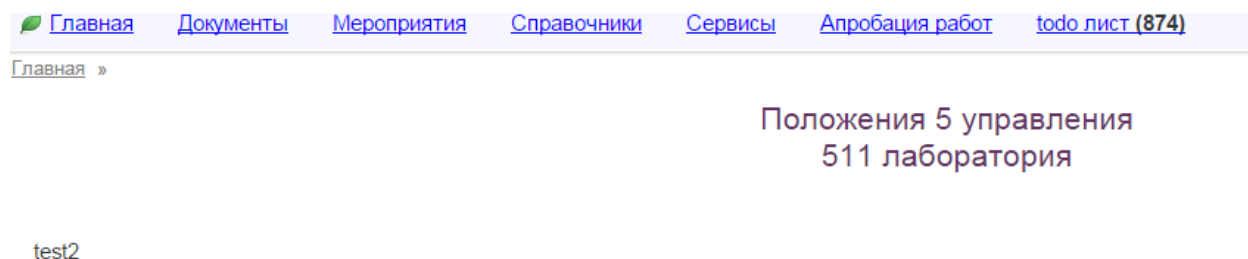 Главная Документы Мероприятия Справочники Сервисы Апробация работ todo лист (874)
Главная »
Положения 5 управления
511 лаборатория
test2